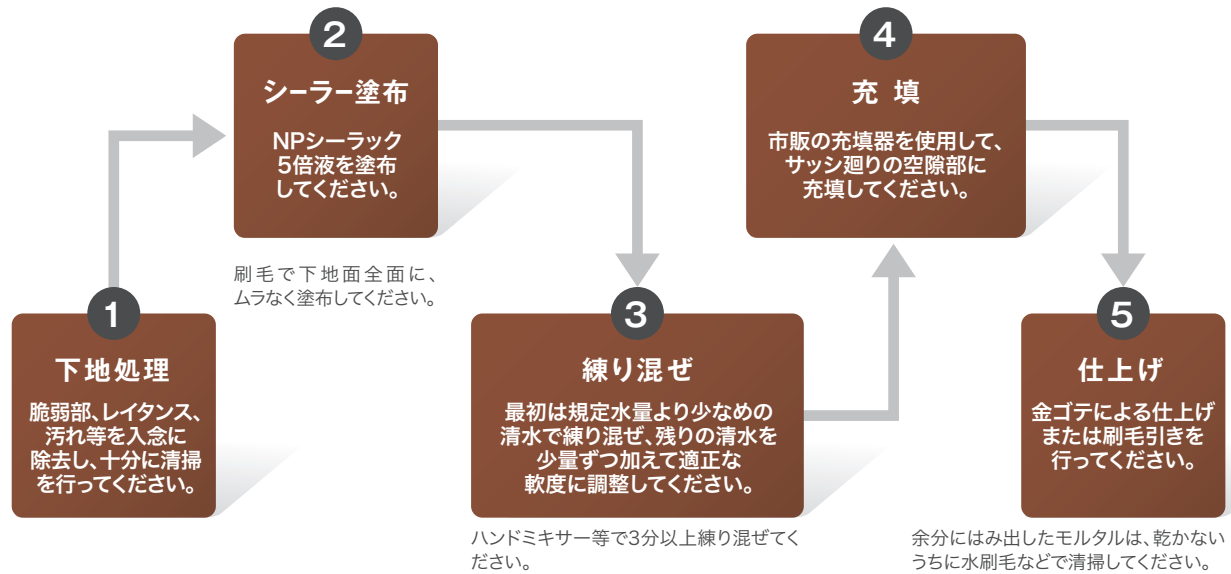 1
下地処理
脆弱部、レイタンス、
汚れ等を入念に
除去し、十分に清掃
を行ってください。
2
シーラー塗布
NPシーラック
5倍液を塗布
してください。
刷毛で下地面全面に、
ムラなく塗布してください。
3
練り混ぜ
最初は規定水量より少なめの
清水で練り混ぜ、残りの清水を
少量ずつ加えて適正な
軟度に調整してください。
ハンドミキサー等で3分以上練り混ぜてく
ださい。
4
充 填
市販の充填器を使用して、
サッシ廻りの空隙部に
充填してください。
5
仕上げ
金ゴテによる仕上げ
または刷毛引きを
行ってください。
余分にはみ出したモルタルは、乾かない
うちに水刷毛などで清掃してください。